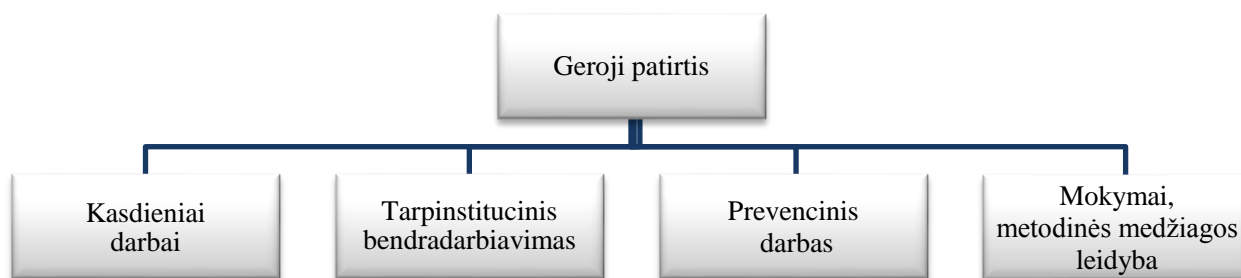 Geroji patirtis
Kasdieniai
darbai
Tarpinstitucinis
bendradarbiavimas
Prevencinis
darbas
Mokymai,
metodinės medžiagos
leidyba